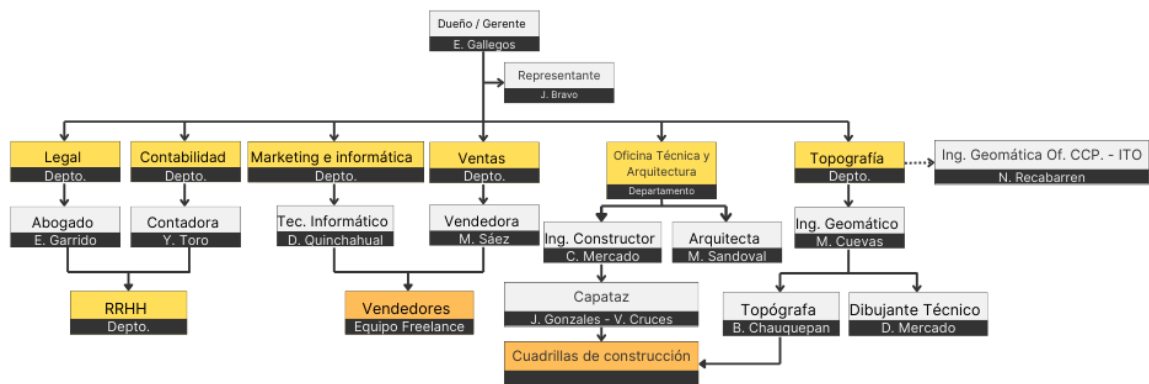 Dueño / Gerente
E. Gallegos
Representante
J. Bravo
Legal
Depto.
Contabilidad
Depto.
Marketing e informática
Depto.
Ventas
Depto.
Oficina Técnica y
Arquitectura
Departamento
Topografía
Depto.
Ing. Geomática Of. CCP. - ITO
N. Recabarren
Abogado
E. Garrido
Contadora
Y. Toro
Tec. Informático
D. Quinchahual
Vendedora
M. Sáez
Ing. Constructor
C. Mercado
Arquitecta
M. Sandoval
Ing. Geomático
M. Cuevas
RRHH
Depto.
Vendedores
Equipo Freelance
Capataz
J. Gonzales - V. Cruces
Topógrafa
B. Chauquepan
Dibujante Técnico
D. Mercado
Cuadrillas de construcción